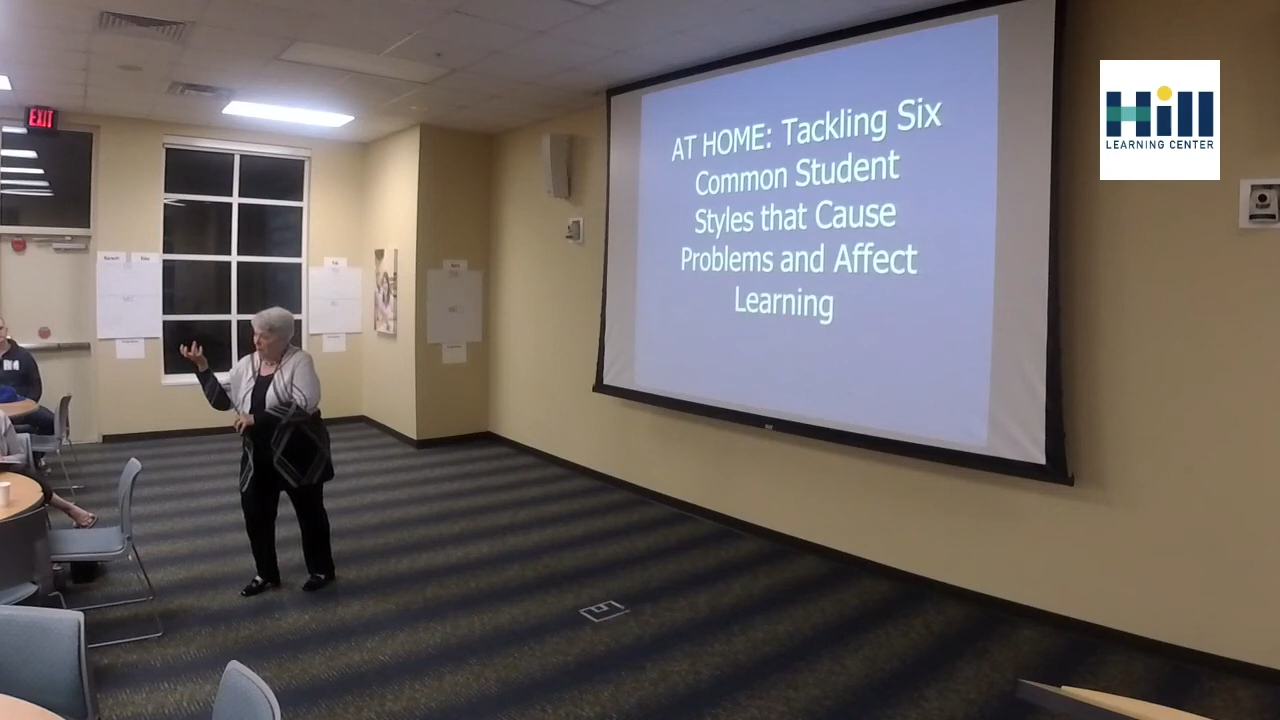 EXIT
AT HOME: Tackling Six
Common Student
Styles that Cause
Problems and Affect
Learning
Hill
LEARNING CENTER